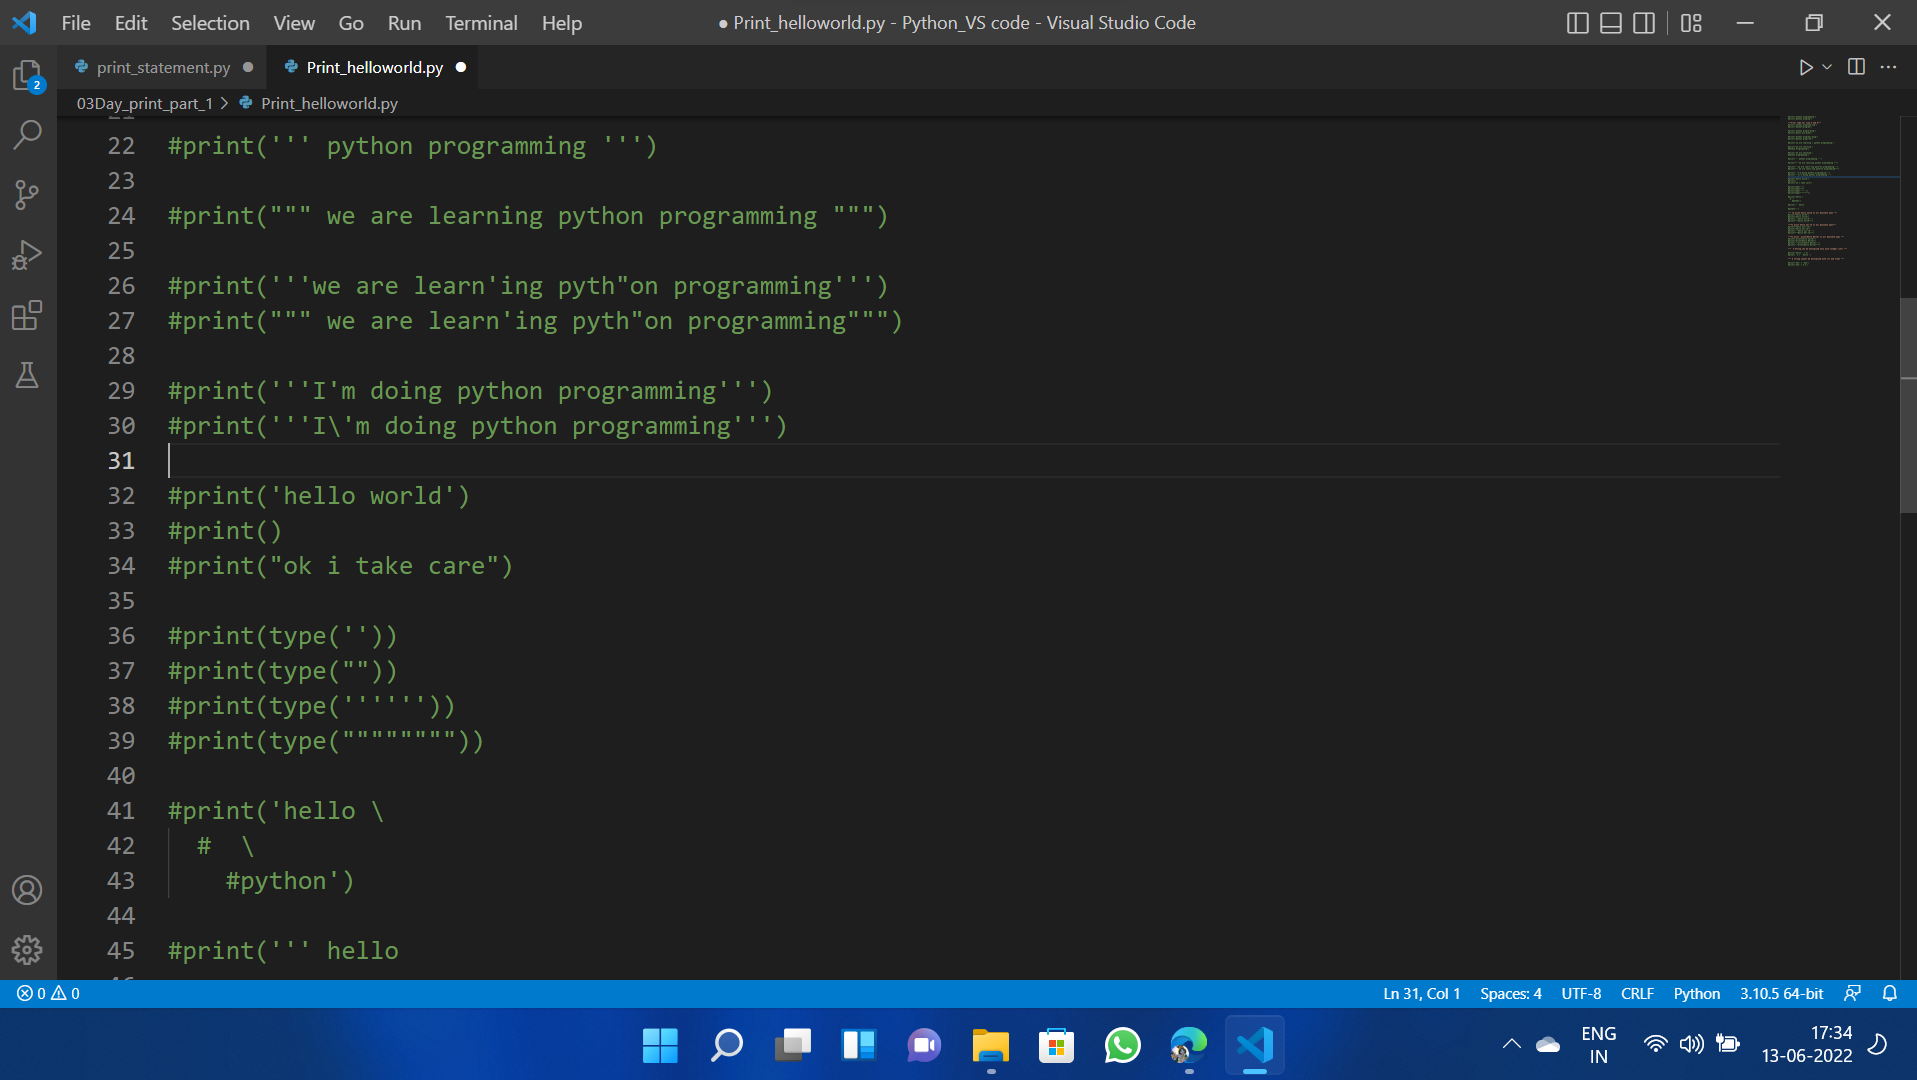 File Edit Selection View Go Run Terminal Help
● Print_helloworld.py - Python_VS code - Visual Studio Code
2
print_statement.py ●
Print_helloworld.py ●
03Day_print_part_1 > Print_helloworld.py
22 #print(''' python programming ''')
23
24 #print(""" we are learning python programming """)
25
26 #print('''we are learn'ing pyth"on programming''')
27 #print(""" we are learn'ing pyth"on programming""")
28
29 #print('''I'm doing python programming''')
30 #print('''I\'m doing python programming''')
31
32 #print('hello world')
33 #print()
34 #print("ok i take care")
35
36 #print(type(''))
37 #print(type(""))
38 #print(type(''''''))
39 #print(type(""""""""))
40
41 #print('hello \
42 #  \
43 #python')
44
45 #print(''' hello
0 0
Ln 31, Col 1 Spaces: 4 UTF-8 CRLF Python 3.10.5 64-bit
ENG
IN
17:34
13-06-2022